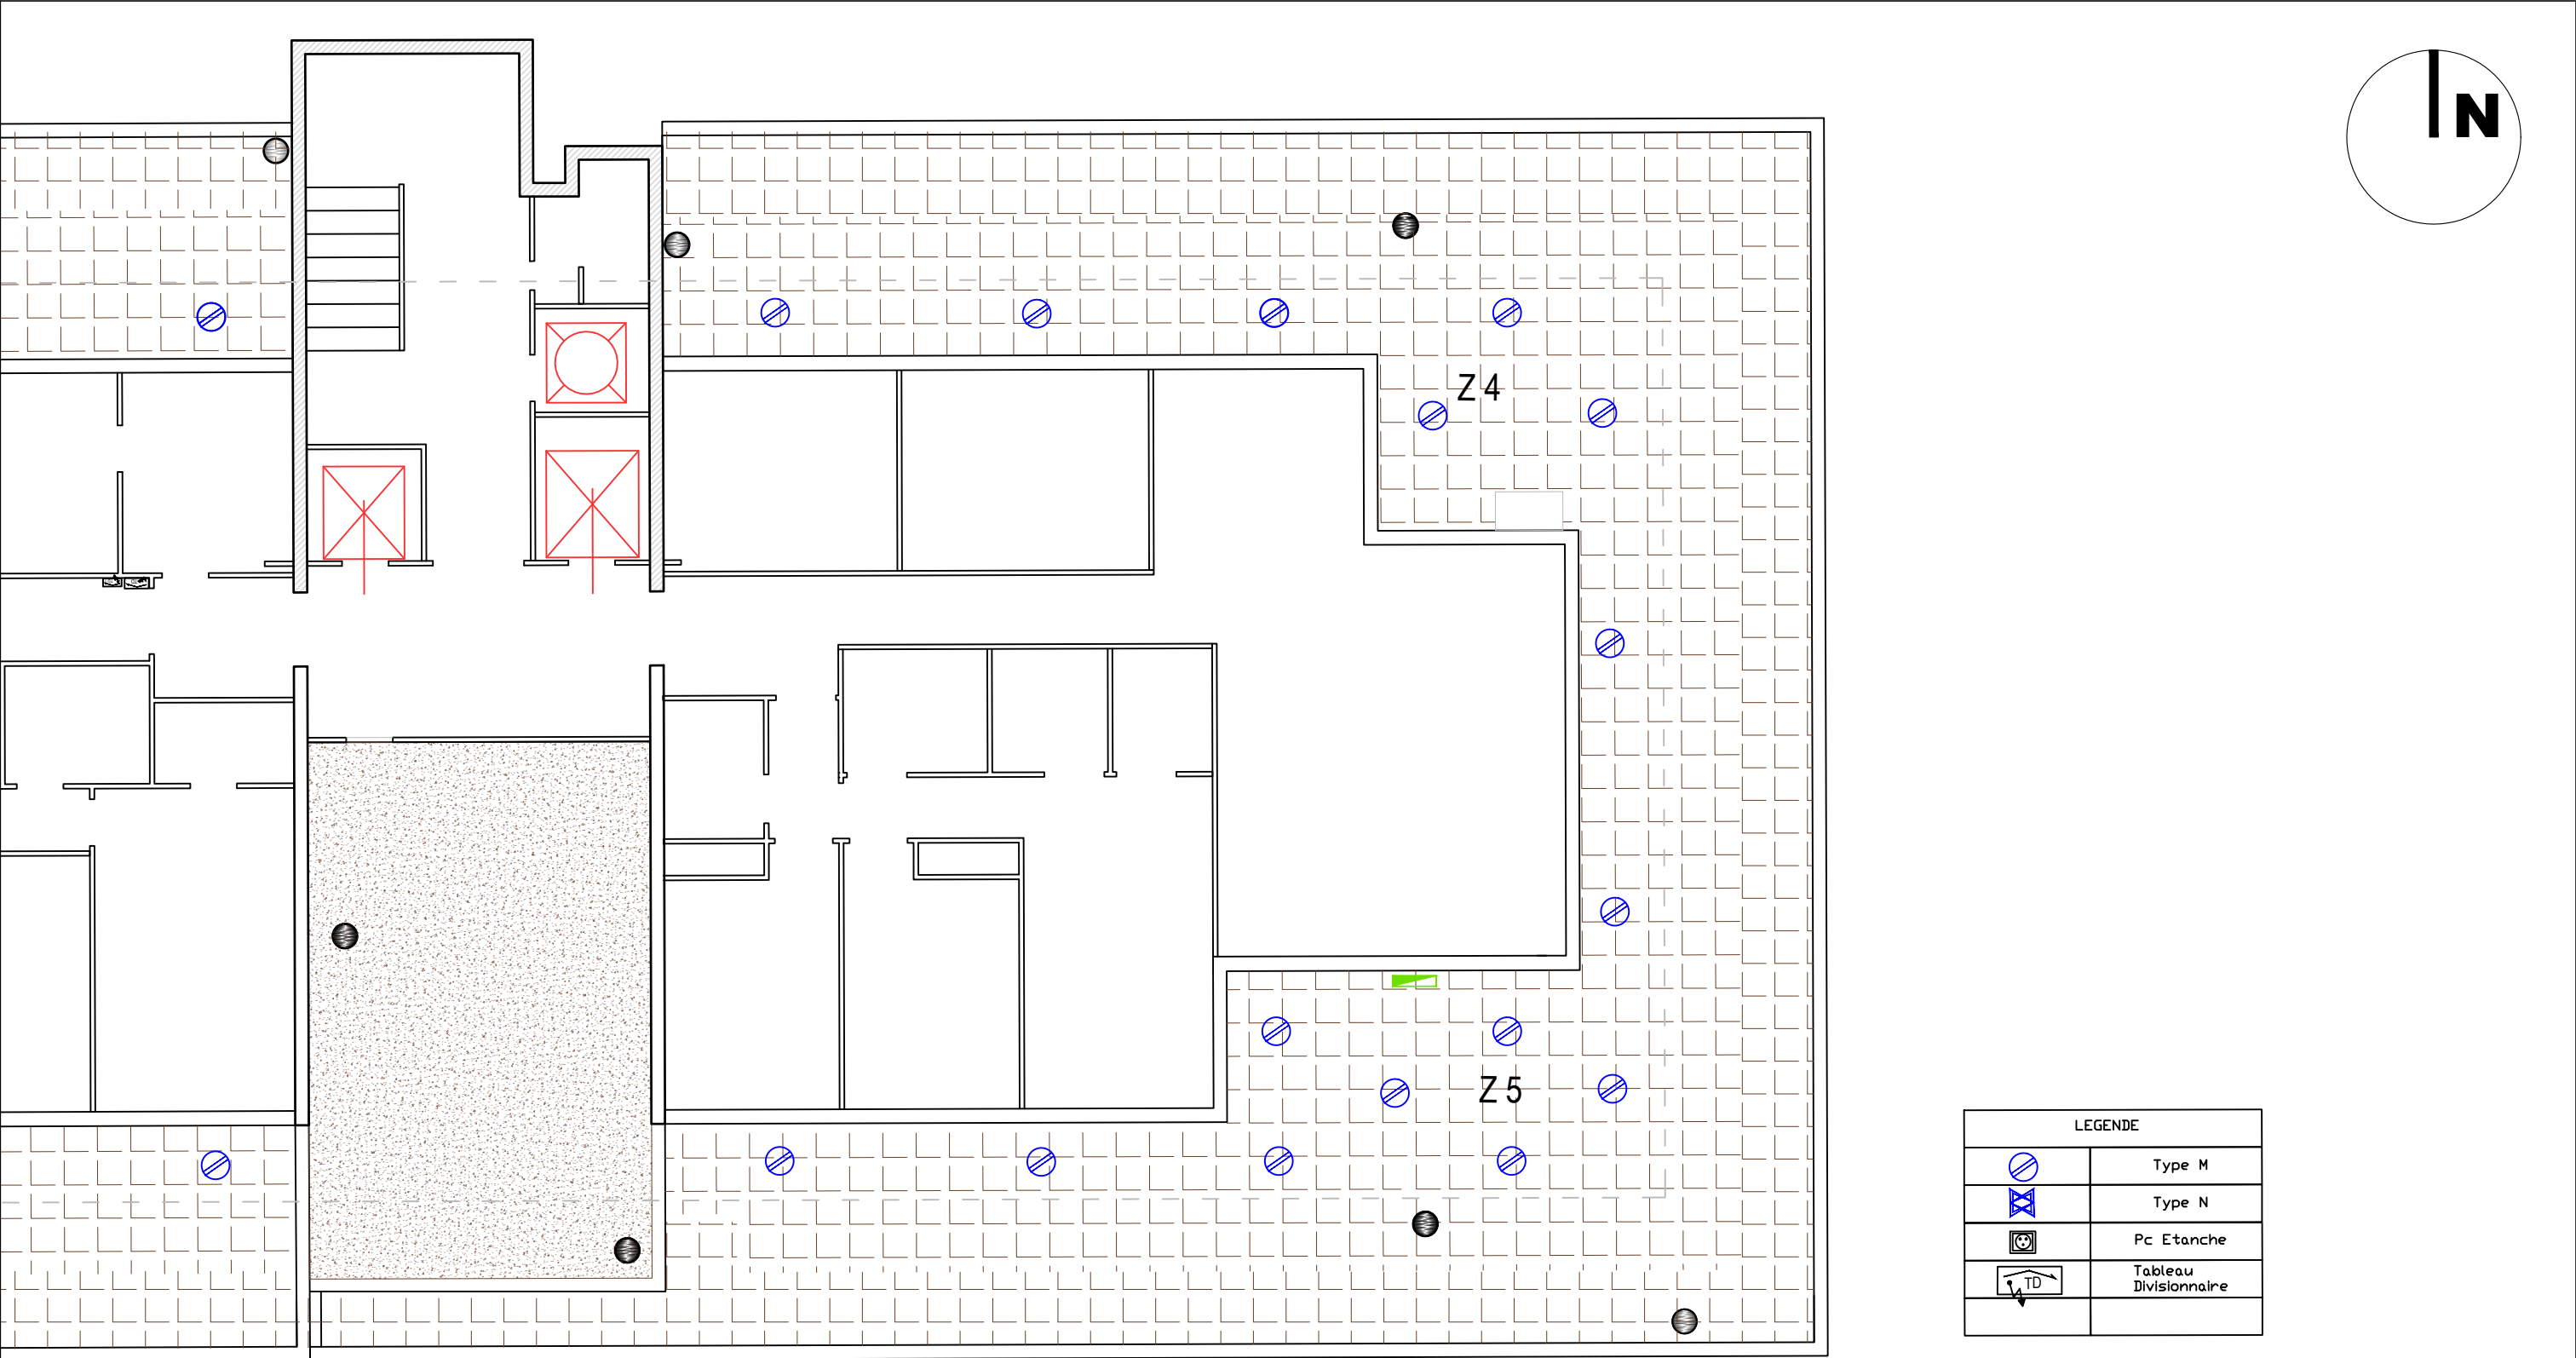 N
Z4
Z5
LEGENDE
Type M
Type N
Pc Etanche
TD
Tableau
Divisionnaire